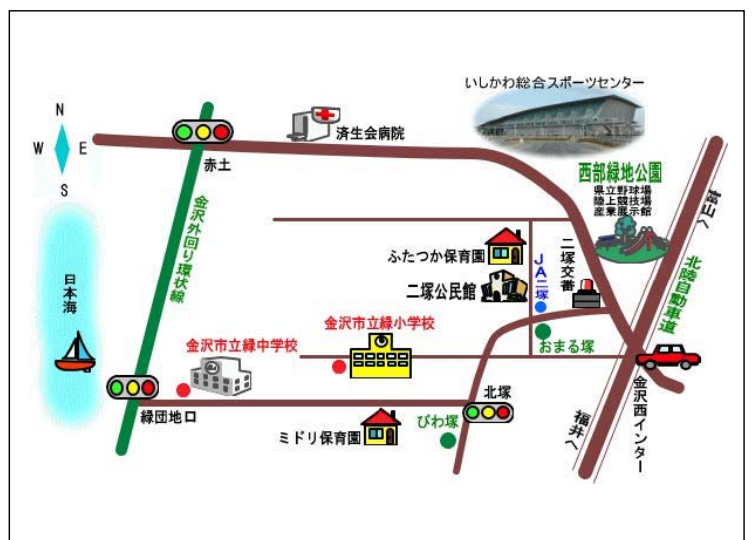 いしかわ総合スポーツセンター
N
W E
S
済生会病院
赤土
西部緑地公園
県立野球場
陸上競技場
産業展示館
富山へ
北陸自動車道
金沢外回り環状線
ふたつか保育園
JA二塚
二塚交番
二塚公民館
日本海
金沢市立緑小学校
おまる塚
金沢市立緑中学校
北塚
金沢西インター
緑団地口
ミドリ保育園
びわ塚
福井へ